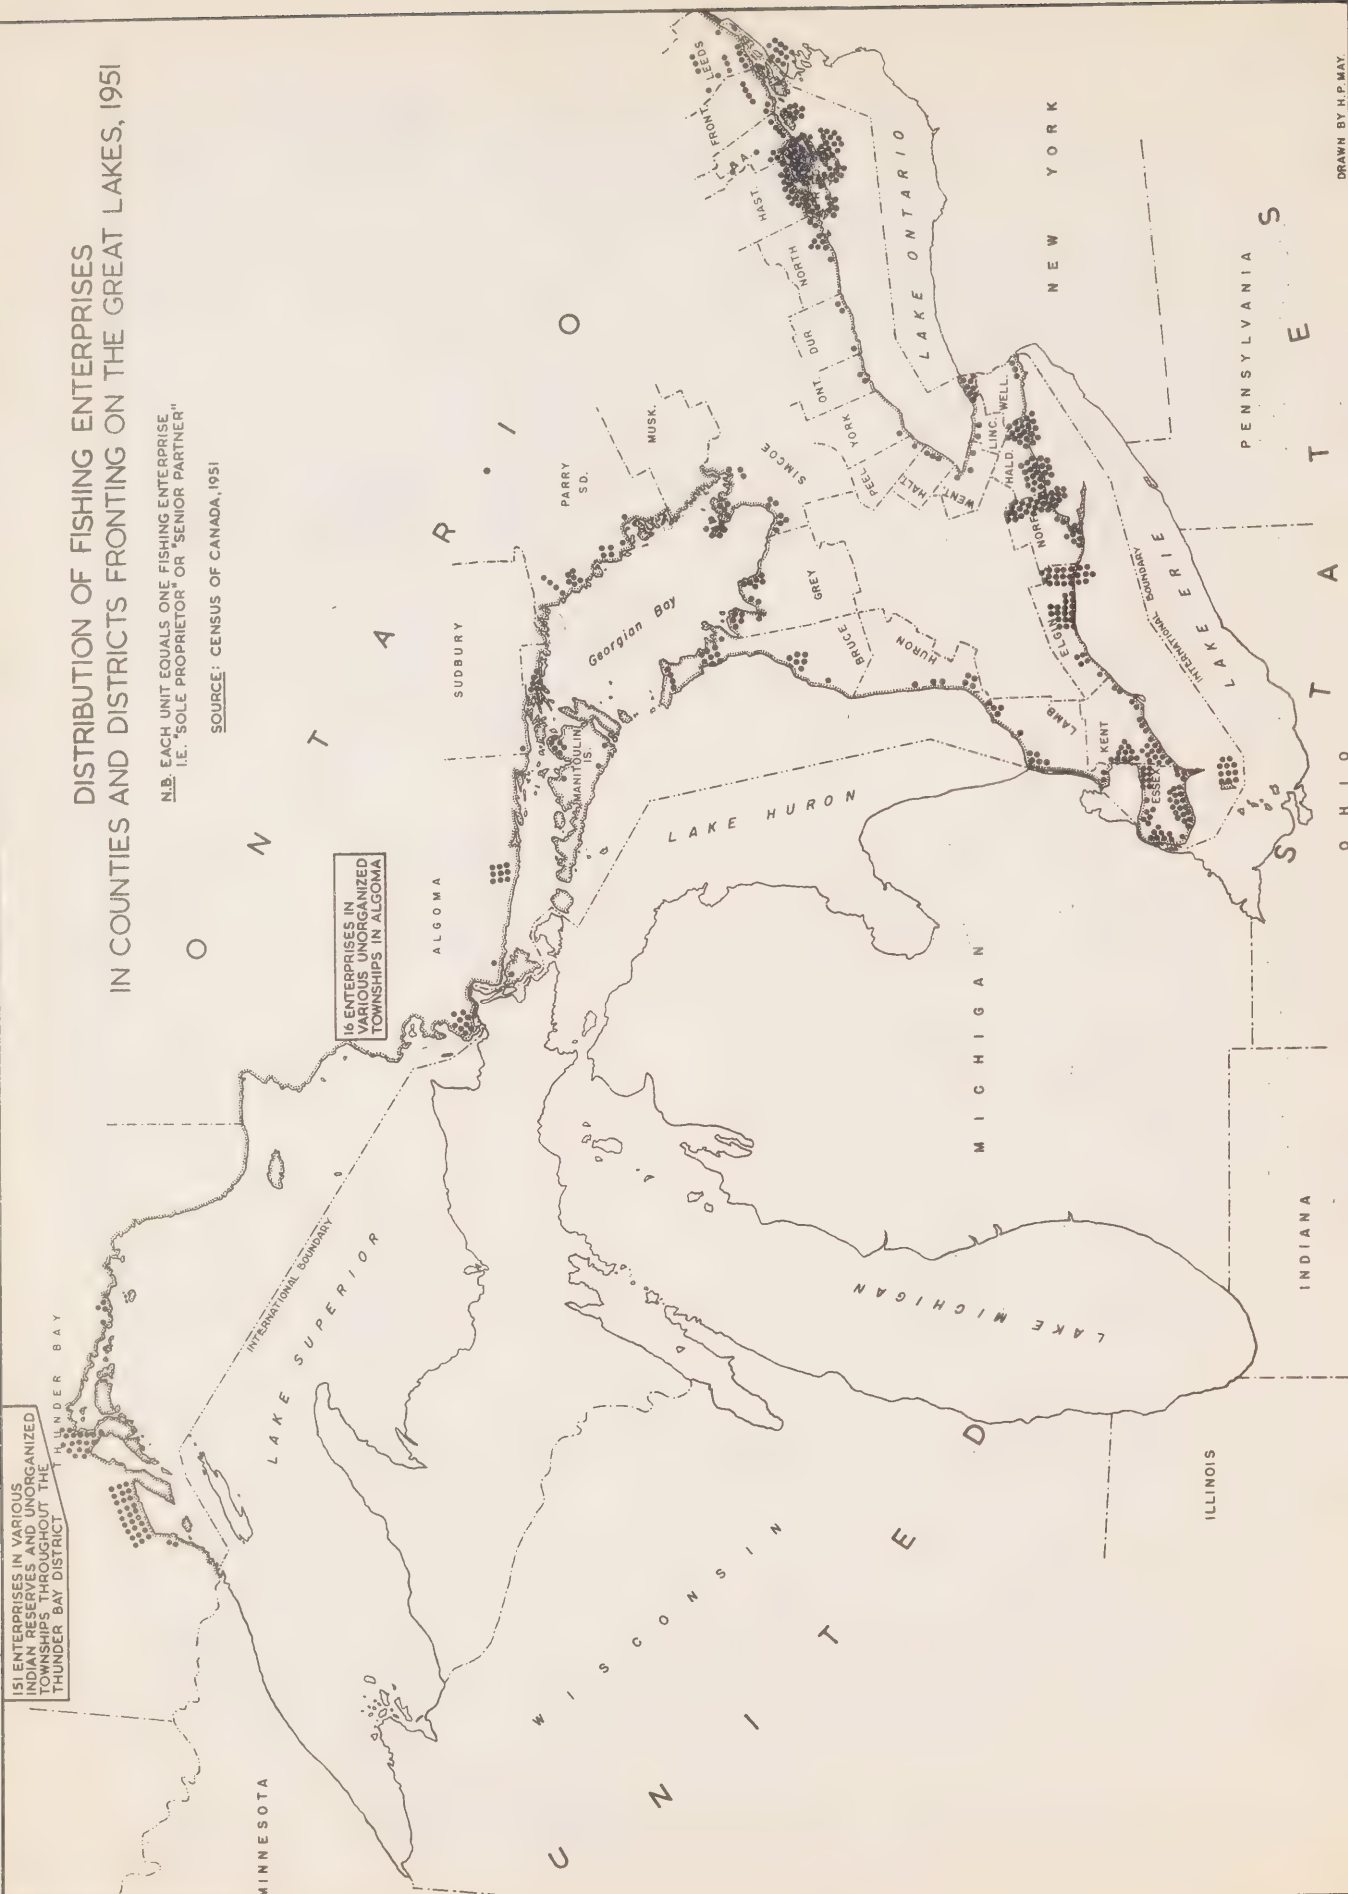 DISTRIBUTION OF FISHING ENTERPRISES
IN COUNTIES AND DISTRICTS FRONTING ON THE GREAT LAKES, 1951
N.B. EACH UNIT EQUALS ONE FISHING ENTERPRISE
I.E. "SOLE PROPRIETOR" OR "SENIOR PARTNER"
SOURCE: CENSUS OF CANADA, 1951
151 ENTERPRISES IN VARIOUS
INDIAN RESERVES AND UNORGANIZED
TOWNSHIPS THROUGHOUT THE
THUNDER BAY DISTRICT
THUNDER BAY
16 ENTERPRISES IN
VARIOUS UNORGANIZED
TOWNSHIPS IN ALGOMA
ONTARIO
ALGOMA
SUDBURY
PARRY
SD.
MUSK.
SIMCOE
GREY
BRUCE
HURON
LAMB
KENT
ESSEX
ELGIN
NORF
HALD.
WELL.
LINC.
WENT.
HALT.
PEEL
YORK
ONT.
DUR
NORTH
HAST.
FRONT
LEEDS
MANITOULIN
IS.
Georgian Bay
LAKE SUPERIOR
INTERNATIONAL BOUNDARY
LAKE HURON
LAKE MICHIGAN
LAKE ERIE
INTERNATIONAL BOUNDARY
LAKE ONTARIO
MINNESOTA
WISCONSIN
MICHIGAN
ILLINOIS
INDIANA
OHIO
PENNSYLVANIA
NEW YORK
UNITED STATES
DRAWN BY H.P. MAY.